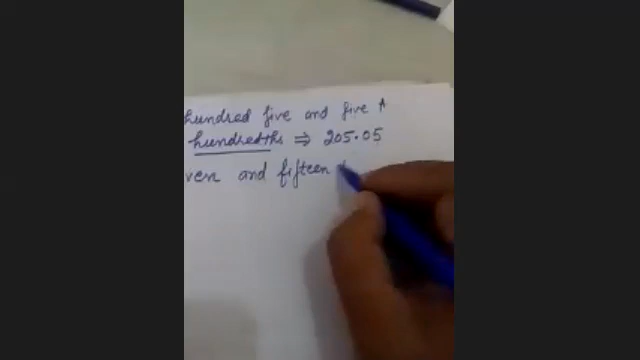 hundred five and five
hundredths ⇒ 205.05
ven and fifteen